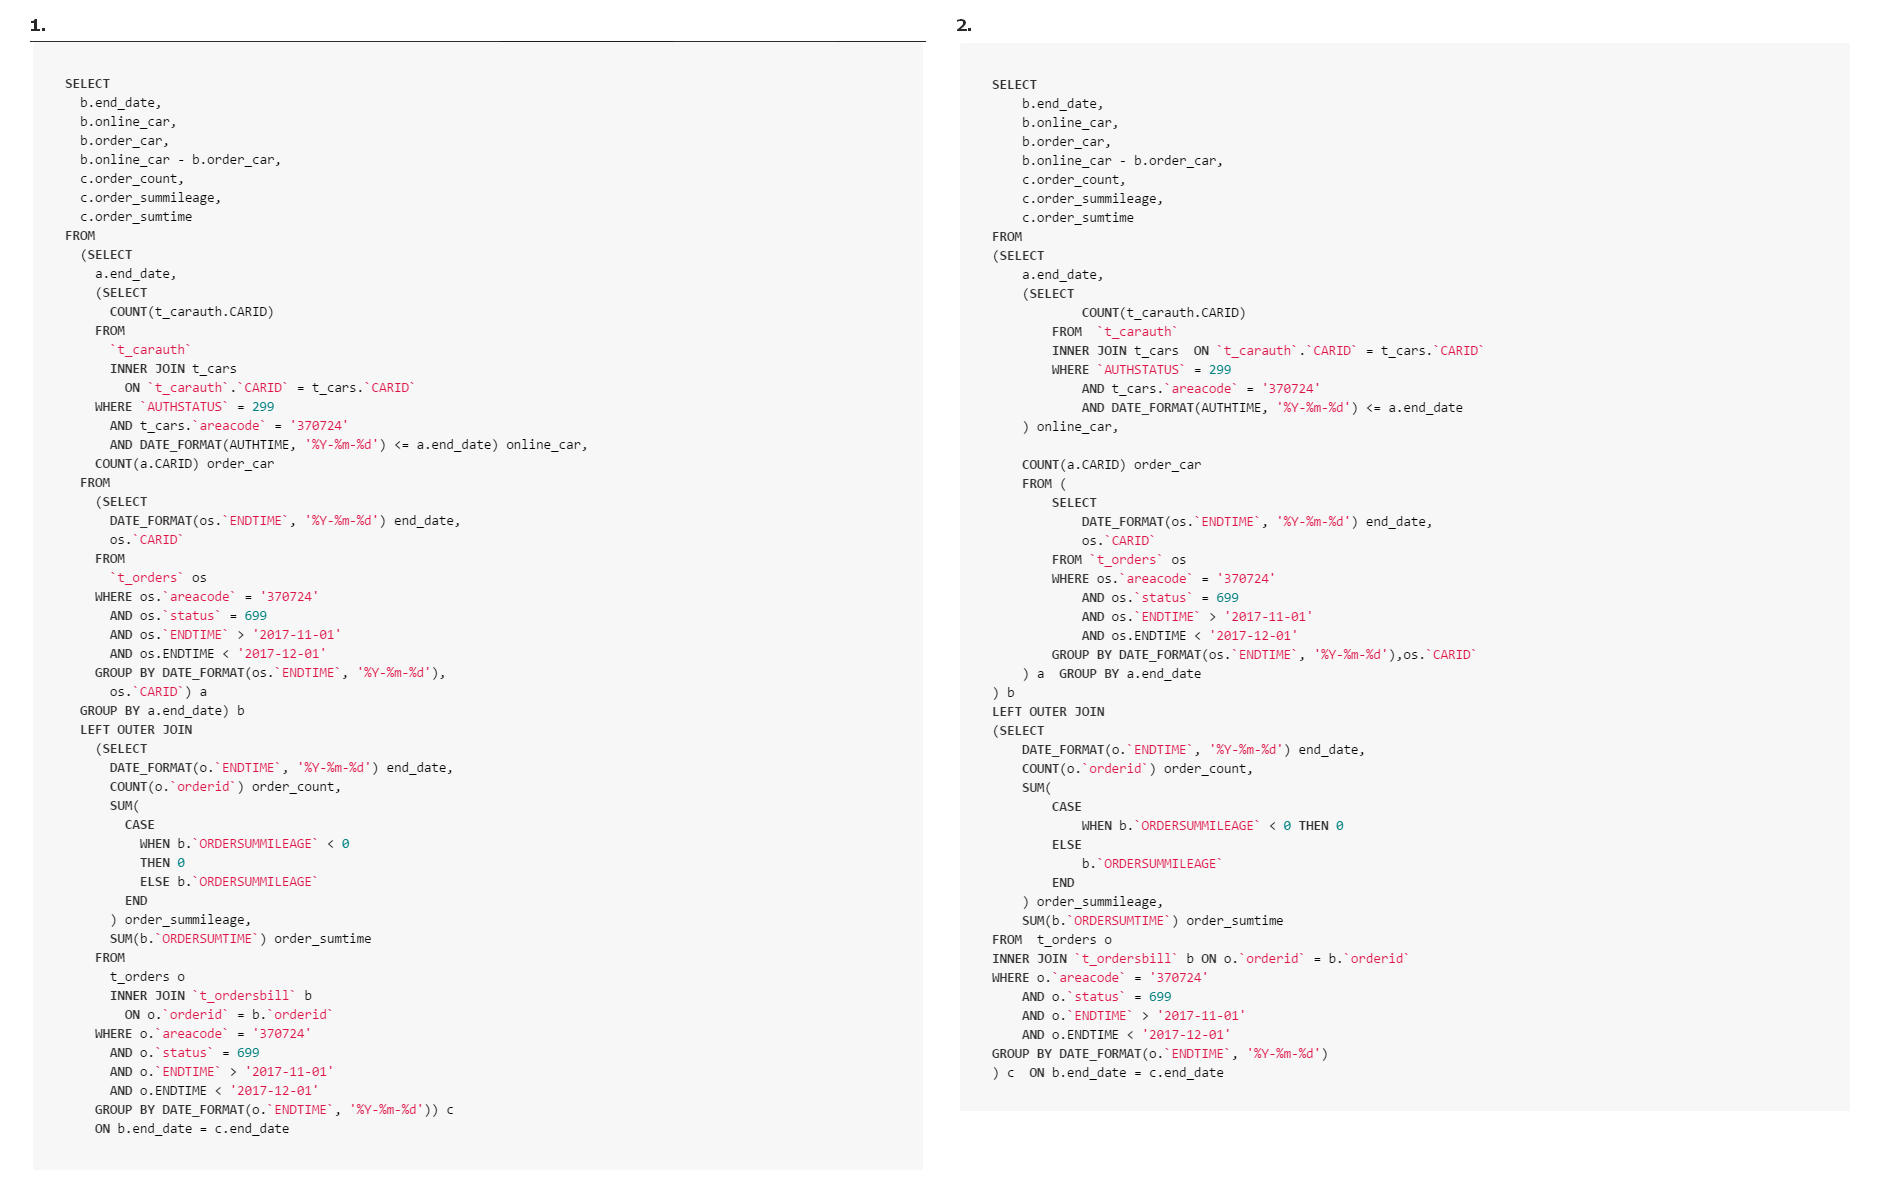 1.
SELECT
  b.end_date,
  b.online_car,
  b.order_car,
  b.online_car - b.order_car,
  c.order_count,
  c.order_summileage,
  c.order_sumtime
FROM
  (SELECT
    a.end_date,
    (SELECT
      COUNT(t_carauth.CARID)
    FROM
      `t_carauth`
      INNER JOIN t_cars
        ON `t_carauth`.`CARID` = t_cars.`CARID`
    WHERE `AUTHSTATUS` = 299
      AND t_cars.`areacode` = '370724'
      AND DATE_FORMAT(AUTHTIME, '%Y-%m-%d') <= a.end_date) online_car,
    COUNT(a.CARID) order_car
  FROM
    (SELECT
      DATE_FORMAT(os.`ENDTIME`, '%Y-%m-%d') end_date,
      os.`CARID`
    FROM
      `t_orders` os
    WHERE os.`areacode` = '370724'
      AND os.`status` = 699
      AND os.`ENDTIME` > '2017-11-01'
      AND os.ENDTIME < '2017-12-01'
    GROUP BY DATE_FORMAT(os.`ENDTIME`, '%Y-%m-%d'),
      os.`CARID`) a
  GROUP BY a.end_date) b
  LEFT OUTER JOIN
    (SELECT
      DATE_FORMAT(o.`ENDTIME`, '%Y-%m-%d') end_date,
      COUNT(o.`orderid`) order_count,
      SUM(
        CASE
          WHEN b.`ORDERSUMMILEAGE` < 0
          THEN 0
          ELSE b.`ORDERSUMMILEAGE`
        END
      ) order_summileage,
      SUM(b.`ORDERSUMTIME`) order_sumtime
    FROM
      t_orders o
      INNER JOIN `t_ordersbill` b
        ON o.`orderid` = b.`orderid`
    WHERE o.`areacode` = '370724'
      AND o.`status` = 699
      AND o.`ENDTIME` > '2017-11-01'
      AND o.ENDTIME < '2017-12-01'
    GROUP BY DATE_FORMAT(o.`ENDTIME`, '%Y-%m-%d')) c
    ON b.end_date = c.end_date
2.
SELECT
    b.end_date,
    b.online_car,
    b.order_car,
    b.online_car - b.order_car,
    c.order_count,
    c.order_summileage,
    c.order_sumtime
FROM
(SELECT
    a.end_date,
    (SELECT
            COUNT(t_carauth.CARID)
        FROM  `t_carauth`
        INNER JOIN t_cars  ON `t_carauth`.`CARID` = t_cars.`CARID`
        WHERE `AUTHSTATUS` = 299
            AND t_cars.`areacode` = '370724'
            AND DATE_FORMAT(AUTHTIME, '%Y-%m-%d') <= a.end_date
    ) online_car,
    COUNT(a.CARID) order_car
    FROM (
        SELECT
            DATE_FORMAT(os.`ENDTIME`, '%Y-%m-%d') end_date,
            os.`CARID`
        FROM `t_orders` os
        WHERE os.`areacode` = '370724'
            AND os.`status` = 699
            AND os.`ENDTIME` > '2017-11-01'
            AND os.ENDTIME < '2017-12-01'
        GROUP BY DATE_FORMAT(os.`ENDTIME`, '%Y-%m-%d'),os.`CARID`
    ) a  GROUP BY a.end_date
) b
LEFT OUTER JOIN
(SELECT
    DATE_FORMAT(o.`ENDTIME`, '%Y-%m-%d') end_date,
    COUNT(o.`orderid`) order_count,
    SUM(
        CASE
            WHEN b.`ORDERSUMMILEAGE` < 0 THEN 0
        ELSE
            b.`ORDERSUMMILEAGE`
        END
    ) order_summileage,
    SUM(b.`ORDERSUMTIME`) order_sumtime
FROM  t_orders o
INNER JOIN `t_ordersbill` b ON o.`orderid` = b.`orderid`
WHERE o.`areacode` = '370724'
    AND o.`status` = 699
    AND o.`ENDTIME` > '2017-11-01'
    AND o.ENDTIME < '2017-12-01'
GROUP BY DATE_FORMAT(o.`ENDTIME`, '%Y-%m-%d')
) c  ON b.end_date = c.end_date